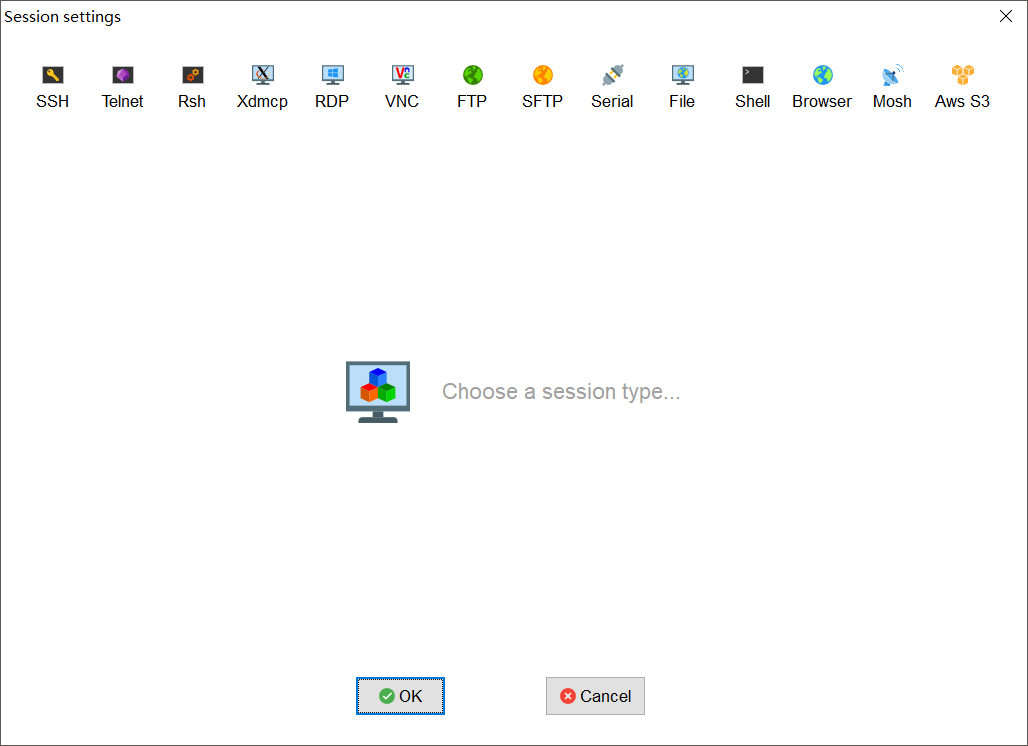 Session settings
SSH Telnet Rsh Xdmcp RDP VNC FTP SFTP Serial File Shell Browser Mosh Aws S3
Choose a session type...
OK Cancel